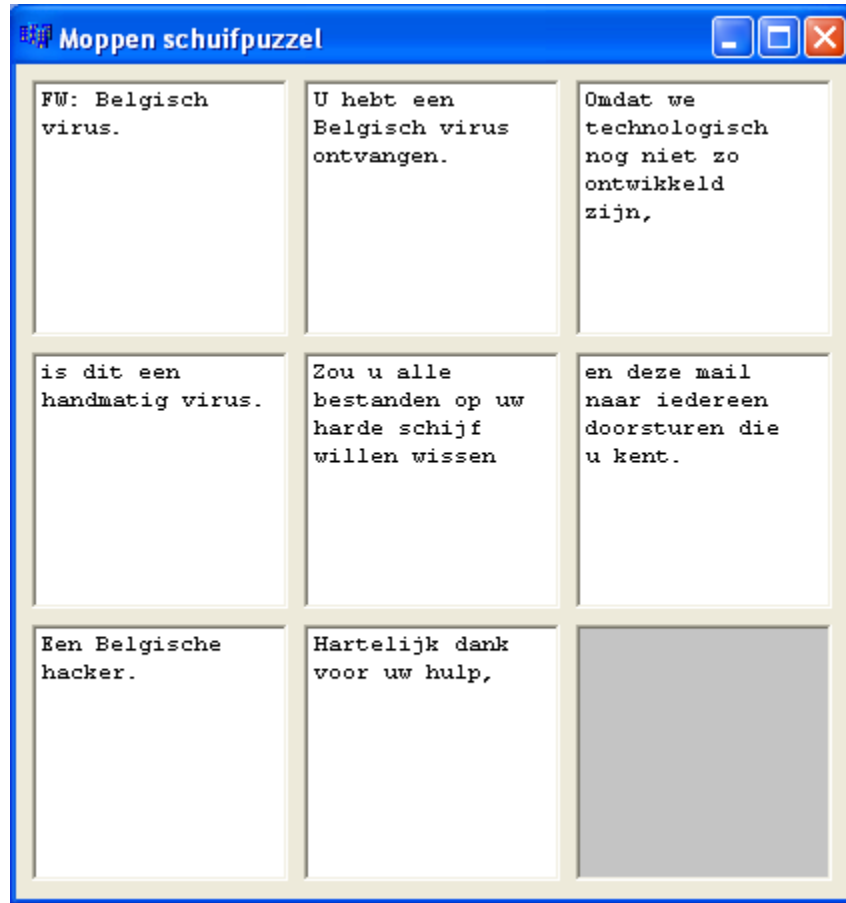 Moppen schuifpuzzel
FW: Belgisch
virus.
U hebt een
Belgisch virus
ontvangen.
Omdat we
technologisch
nog niet zo
ontwikkeld
zijn,
is dit een
handmatig virus.
Zou u alle
bestanden op uw
harde schijf
willen wissen
en deze mail
naar iedereen
doorsturen die
u kent.
Een Belgische
hacker.
Hartelijk dank
voor uw hulp,